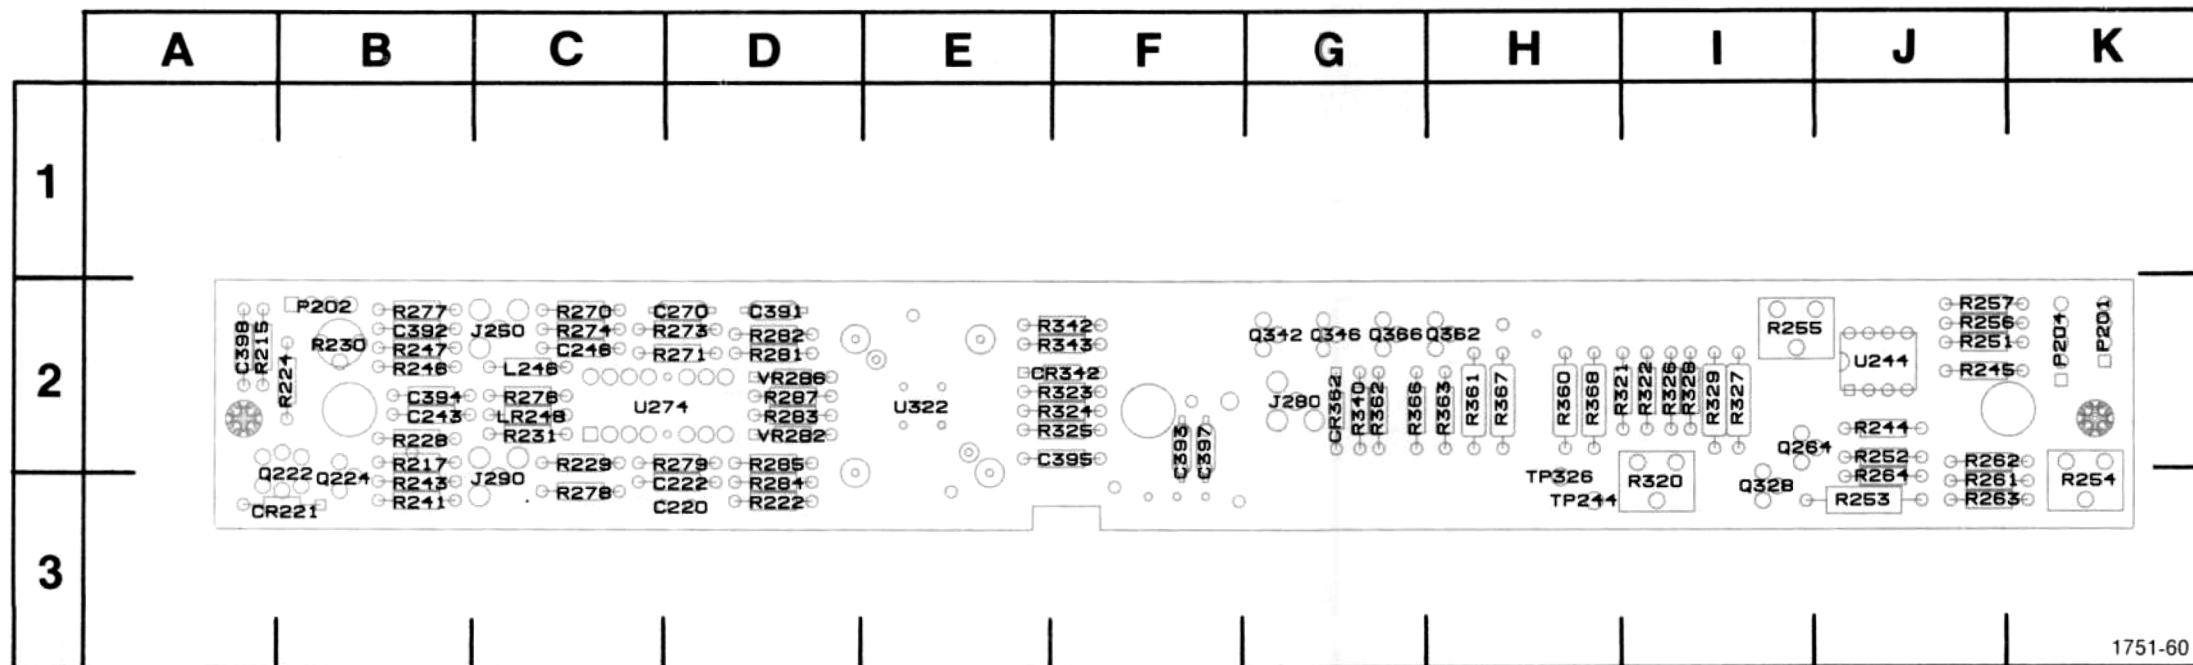 A B C D E F G H I J K
1
2
3
P202 R277 R270 C270 C391 R257
C392 J250 R274 R273 R282 R342 Q342 Q346 Q366 Q362 R255 R256
C398 R215 R230 R247 C246 R271 R281 R343 R251 P204 P201
R224 R246 L246 VR286 CR342 U244 R245
C394 R276 R287 R323
C243 LR248 U274 R283 U322 R324 J280 CR362 R340 R362 R366 R363 R361 R367 R360 R368 R321 R322 R326 R328 R329 R327
R228 R231 VR282 R325 R244
Q222 Q224 R217 R229 R279 R285 C395 C393 C397 Q264 R252 R262
R243 J290 C222 R284 TP326 R320 Q328 R264 R261 R254
CR221 R241 R278 C220 R222 TP244 R253 R263
1751-60